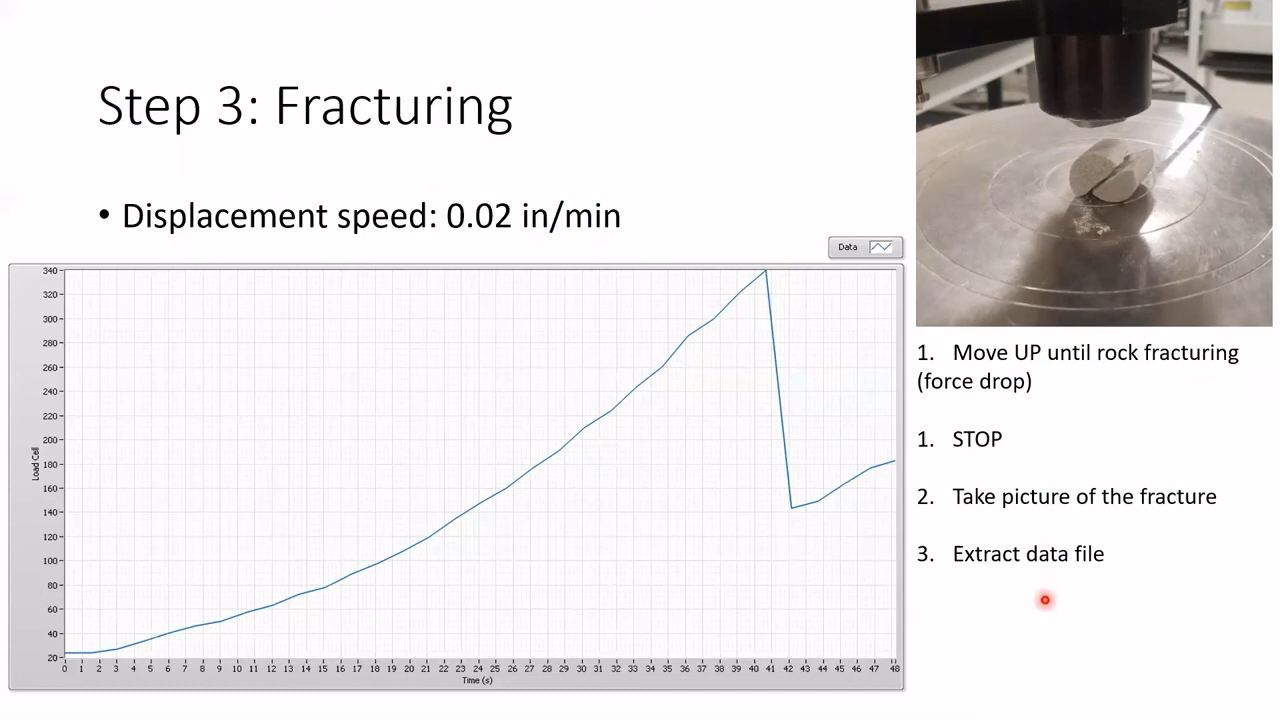 Step 3: Fracturing
• Displacement speed: 0.02 in/min
Data
340
320
300
280
260
240
220
200
180
160
140
120
100
80
60
40
20
Load Cell
0 1 2 3 4 5 6 7 8 9 10 11 12 13 14 15 16 17 18 19 20 21 22 23 24 25 26 27 28 29 30 31 32 33 34 35 36 37 38 39 40 41 42 43 44 45 46 47 48
Time (s)
1. Move UP until rock fracturing
(force drop)
1. STOP
2. Take picture of the fracture
3. Extract data file